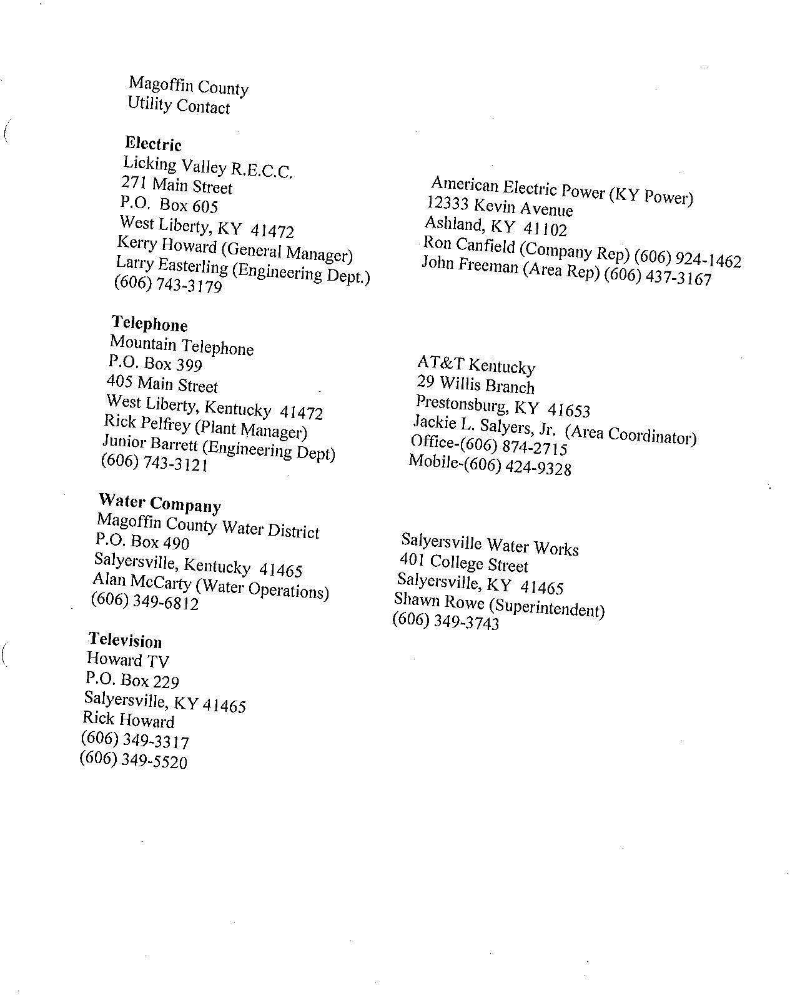 Magoffin County
Utility Contact
Electric
Licking Valley R.E.C.C.
271 Main Street
P.O. Box 605
West Liberty, KY 41472
Kerry Howard (General Manager)
Larry Easterling (Engineering Dept.)
(606) 743-3179
American Electric Power (KY Power)
12333 Kevin Avenue
Ashland, KY 41102
Ron Canfield (Company Rep) (606) 924-1462
John Freeman (Area Rep) (606) 437-3167
Telephone
Mountain Telephone
P.O. Box 399
405 Main Street
West Liberty, Kentucky 41472
Rick Pelfrey (Plant Manager)
Junior Barrett (Engineering Dept)
(606) 743-3121
AT&T Kentucky
29 Willis Branch
Prestonsburg, KY 41653
Jackie L. Salyers, Jr. (Area Coordinator)
Office-(606) 874-2715
Mobile-(606) 424-9328
Water Company
Magoffin County Water District
P.O. Box 490
Salyersville, Kentucky 41465
Alan McCarty (Water Operations)
(606) 349-6812
Salyersville Water Works
401 College Street
Salyersville, KY 41465
Shawn Rowe (Superintendent)
(606) 349-3743
Television
Howard TV
P.O. Box 229
Salyersville, KY 41465
Rick Howard
(606) 349-3317
(606) 349-5520